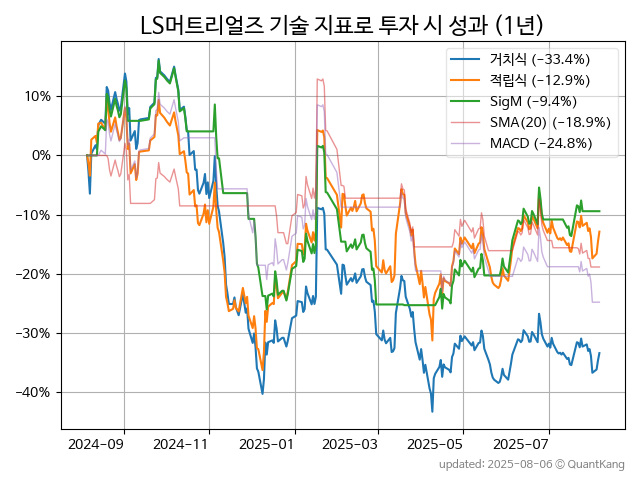 LS머트리얼즈 기술 지표로 투자 시 성과 (1년)
거치식 (−33.4%)
적립식 (−12.9%)
SigM (−9.4%)
SMA(20) (−18.9%)
MACD (−24.8%)
10%
0%
−10%
−20%
−30%
−40%
2024-09 2024-11 2025-01 2025-03 2025-05 2025-07
updated: 2025-08-06 © QuantKang